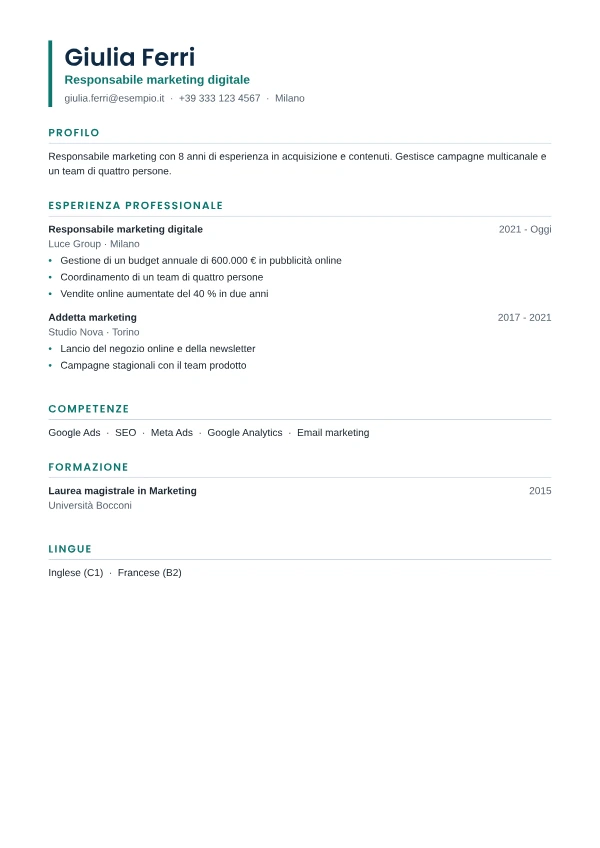 Giulia Ferri
Responsabile marketing digitale
giulia.ferri@esempio.it · +39 333 123 4567 · Milano
PROFILO
Responsabile marketing con 8 anni di esperienza in acquisizione e contenuti. Gestisce campagne multicanale e
un team di quattro persone.
ESPERIENZA PROFESSIONALE
Responsabile marketing digitale 2021 - Oggi
Luce Group · Milano
• Gestione di un budget annuale di 600.000 € in pubblicità online
• Coordinamento di un team di quattro persone
• Vendite online aumentate del 40 % in due anni
Addetta marketing 2017 - 2021
Studio Nova · Torino
• Lancio del negozio online e della newsletter
• Campagne stagionali con il team prodotto
COMPETENZE
Google Ads · SEO · Meta Ads · Google Analytics · Email marketing
FORMAZIONE
Laurea magistrale in Marketing 2015
Università Bocconi
LINGUE
Inglese (C1) · Francese (B2)